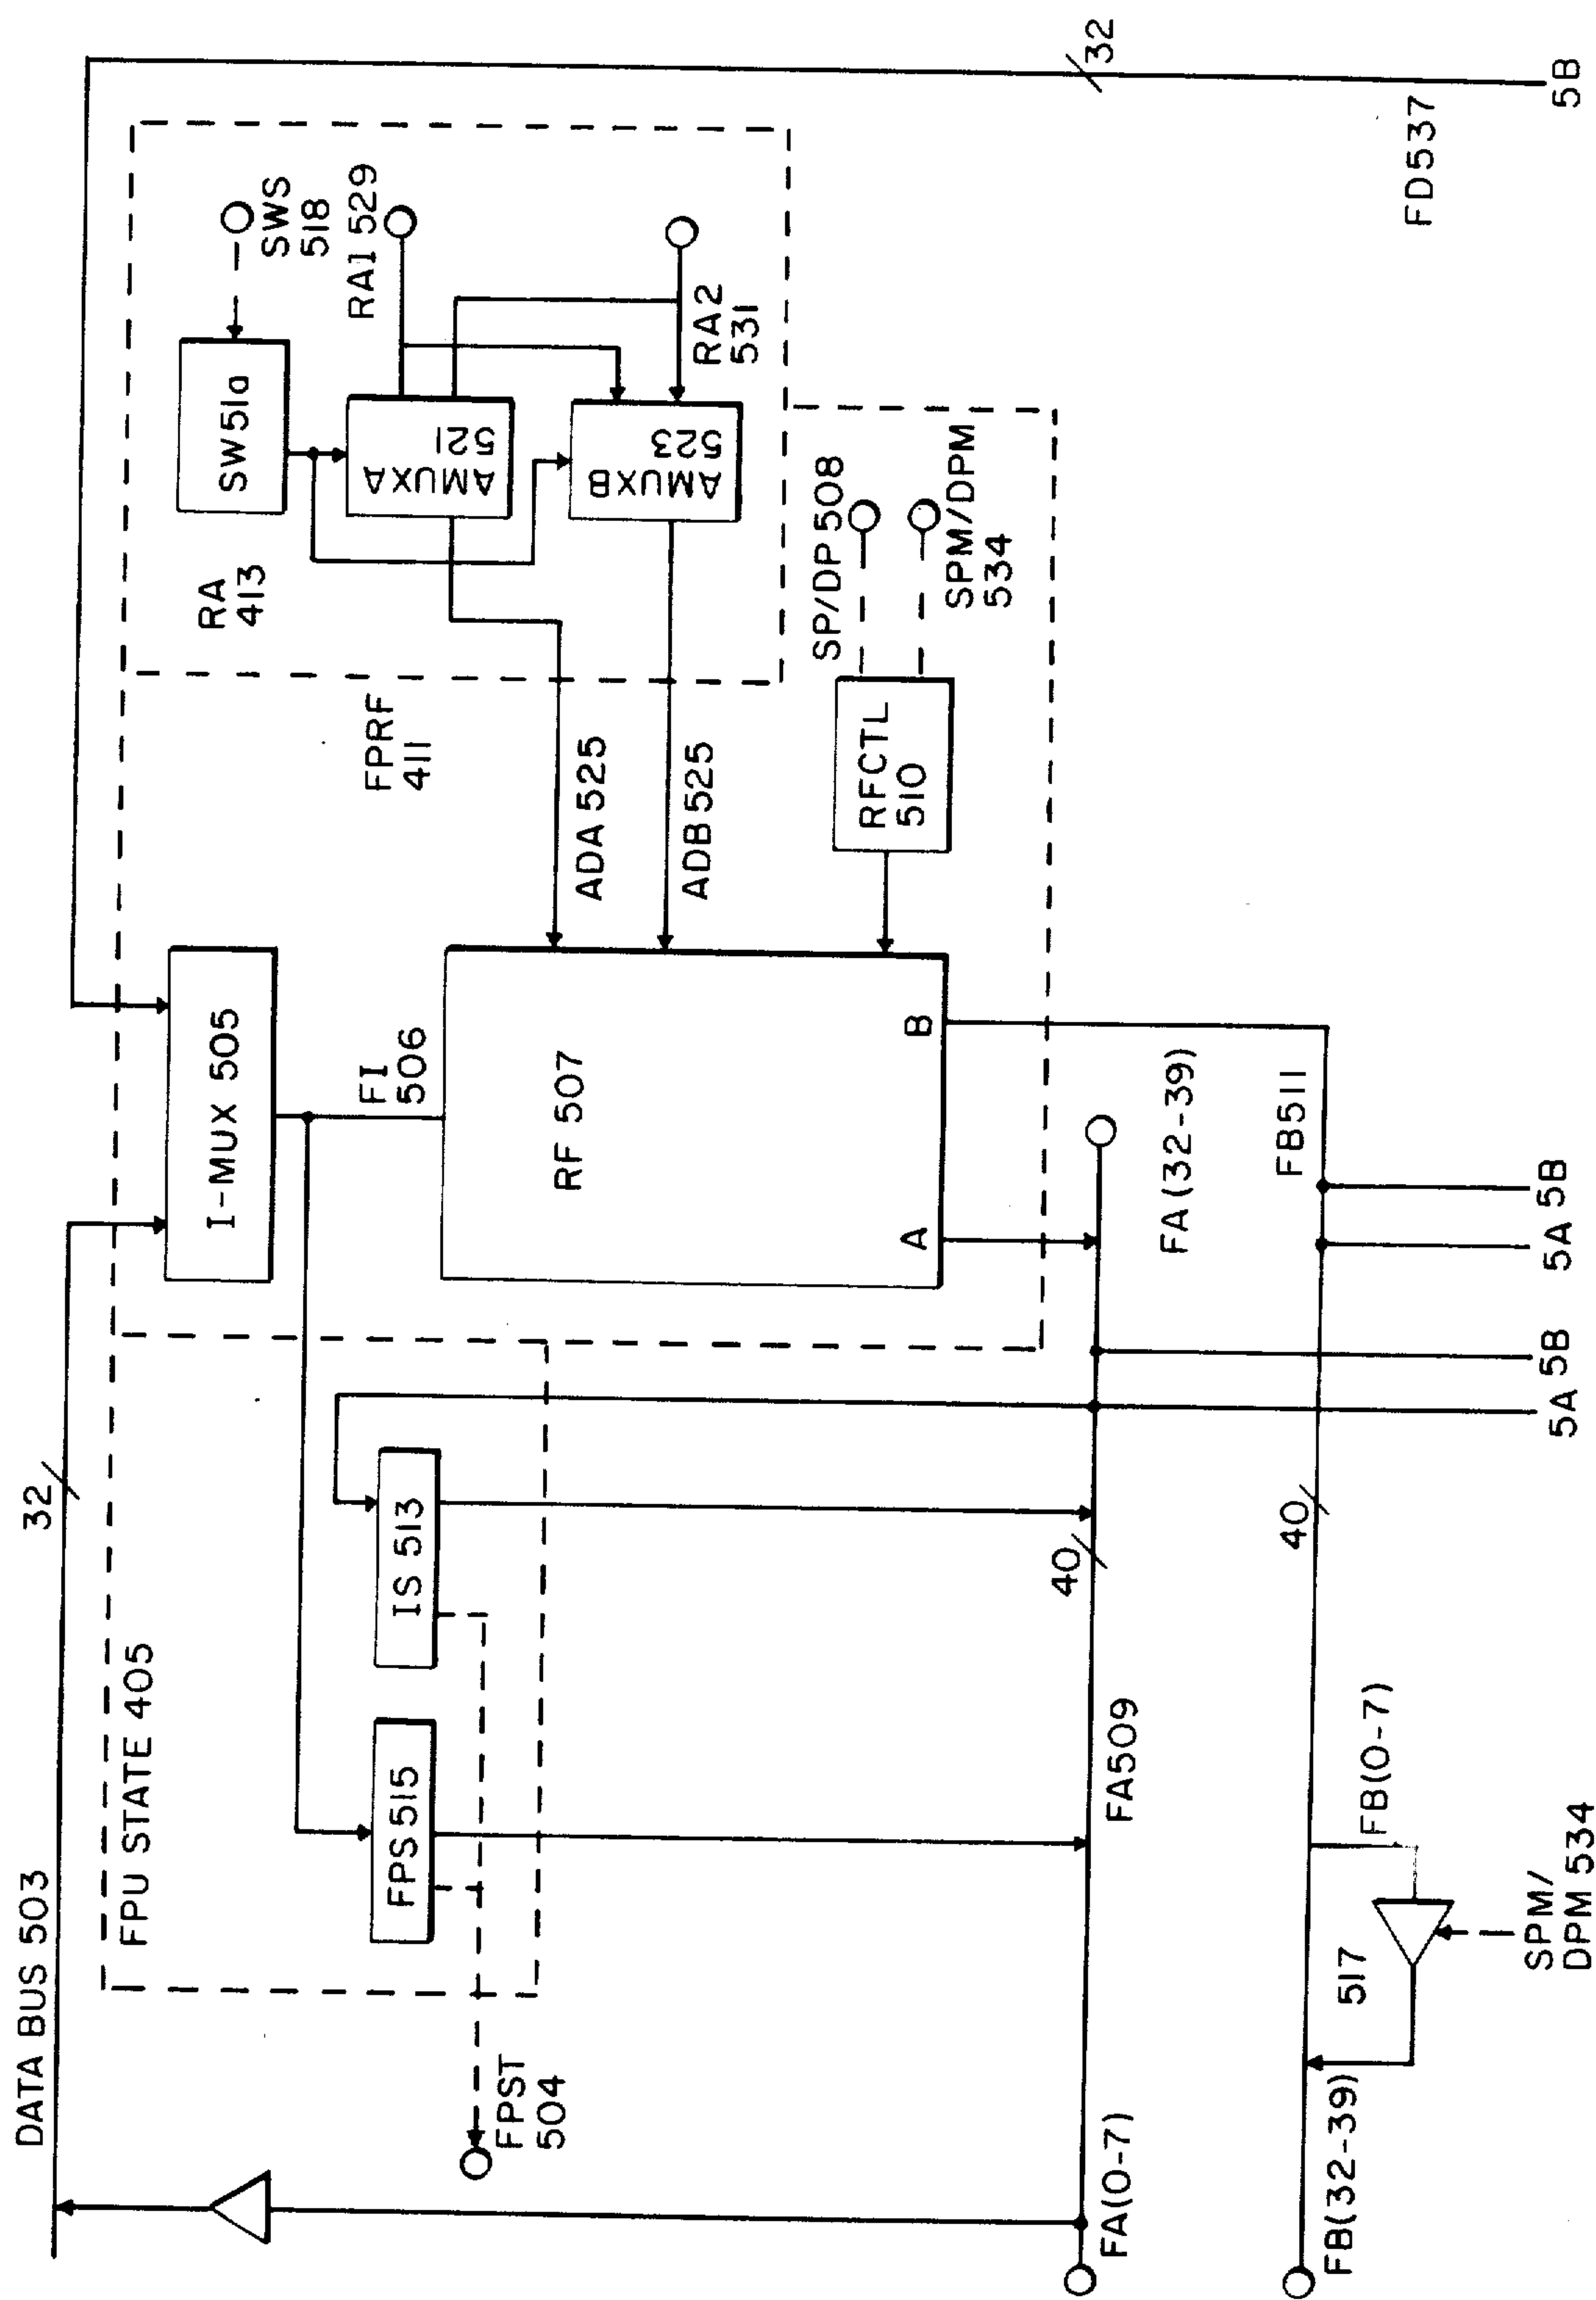 DATA BUS 503
32
FPU STATE 405
I-MUX 505
FI
506
FPS 515
IS 513
FPST
504
RF 507
A
B
FPRF
411
RA
413
SW51a
SWS
518
RA1 529
AMUXA
521
AMUXB
523
RA2
531
ADA 525
ADB 525
SP/DP 508
SPM/DPM
534
RFCTL
510
FA(0-7)
FA509
40
FA(32-39)
FB(32-39)
517
FB(0-7)
SPM/
DPM 534
40
FB511
5A
5B
5A
5B
FD537
32
5B